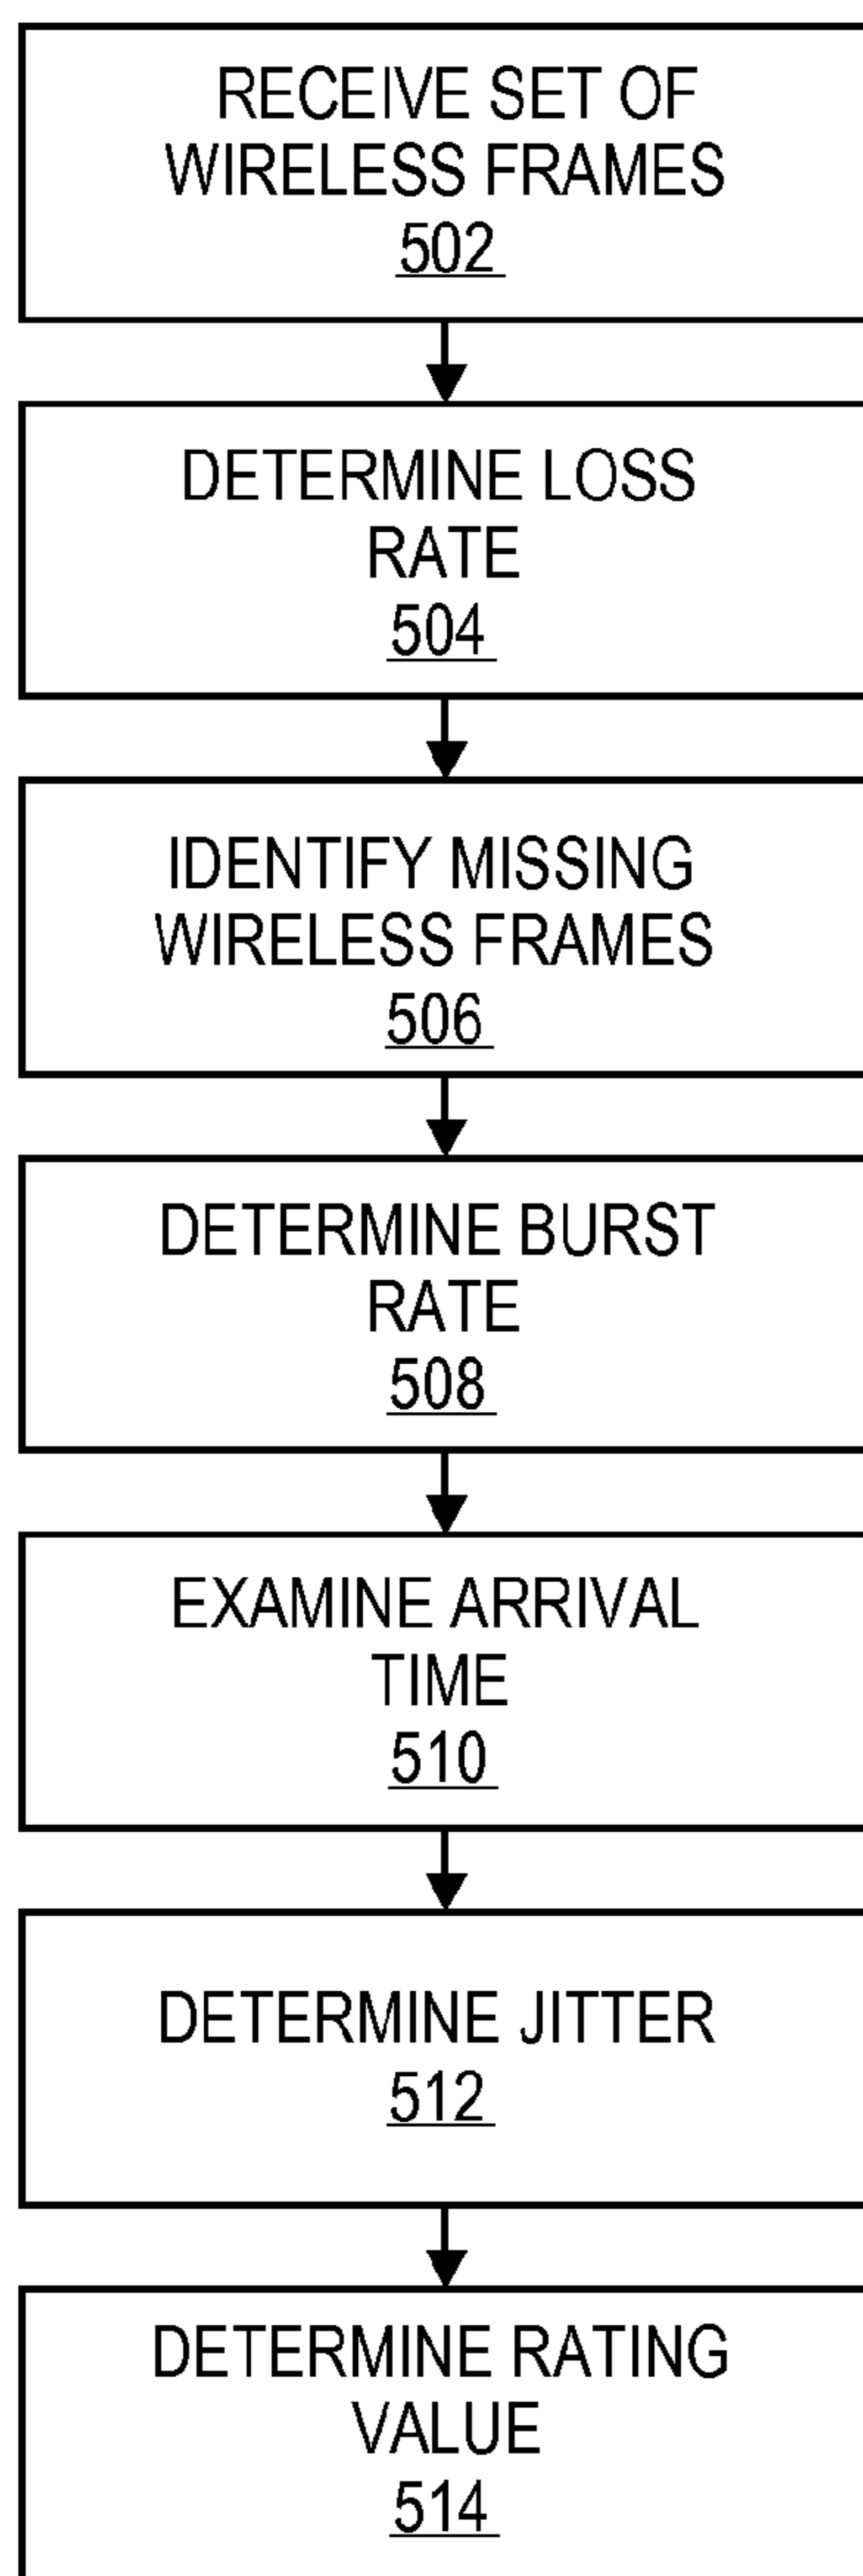 RECEIVE SET OF
WIRELESS FRAMES
502
DETERMINE LOSS
RATE
504
IDENTIFY MISSING
WIRELESS FRAMES
506
DETERMINE BURST
RATE
508
EXAMINE ARRIVAL
TIME
510
DETERMINE JITTER
512
DETERMINE RATING
VALUE
514